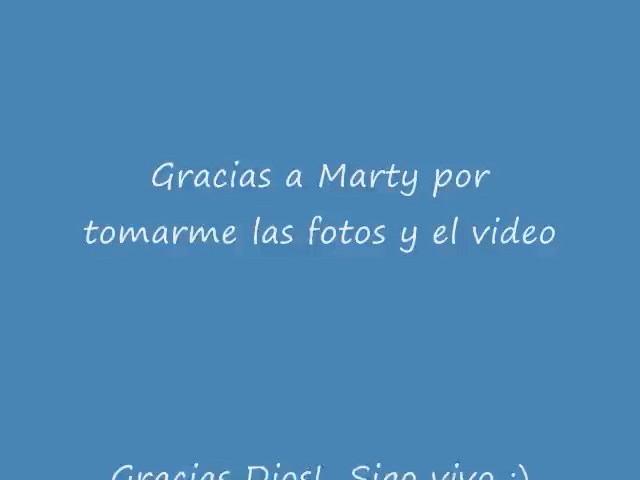 Gracias a Marty por
tomarme las fotos y el video
Gracias Dios!  Sigo vivo :)